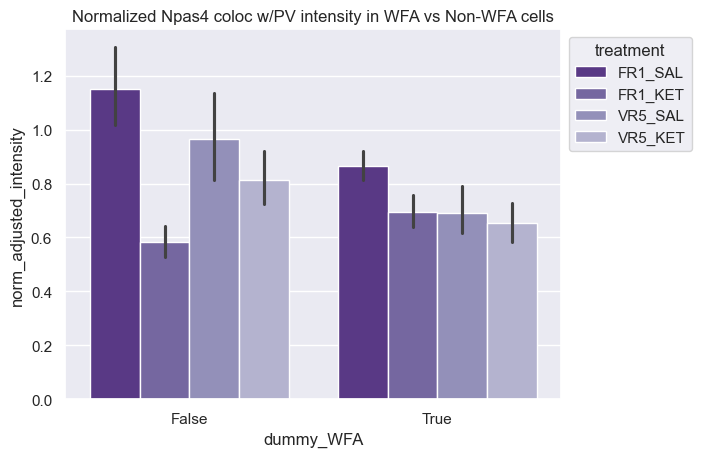 Normalized Npas4 coloc w/PV intensity in WFA vs Non-WFA cells
treatment
FR1_SAL
FR1_KET
VR5_SAL
VR5_KET
norm_adjusted_intensity
1.2
1.0
0.8
0.6
0.4
0.2
0.0
False
True
dummy_WFA